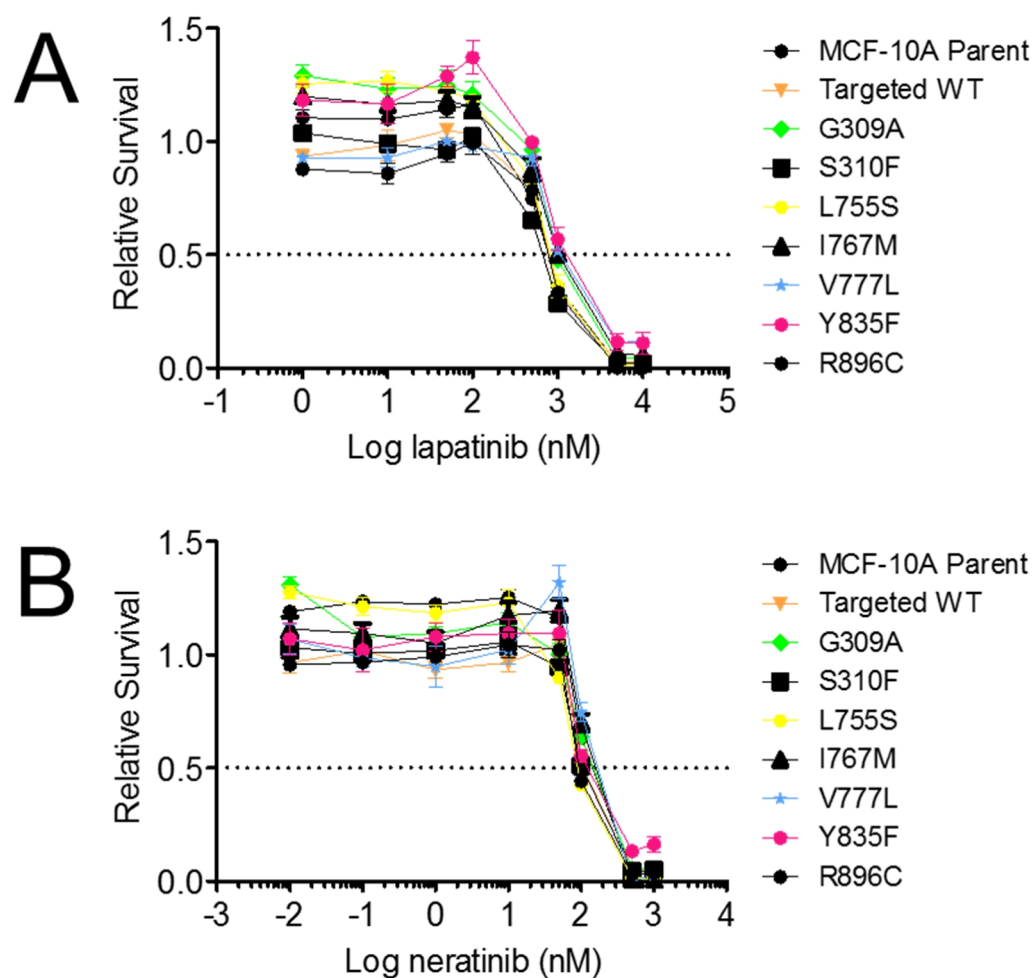 A
1.5
1.0
0.5
0.0
Relative Survival
-1 0 1 2 3 4 5
Log lapatinib (nM)
MCF-10A Parent
Targeted WT
G309A
S310F
L755S
I767M
V777L
Y835F
R896C
B
1.5
1.0
0.5
0.0
Relative Survival
-3 -2 -1 0 1 2 3 4
Log neratinib (nM)
MCF-10A Parent
Targeted WT
G309A
S310F
L755S
I767M
V777L
Y835F
R896C